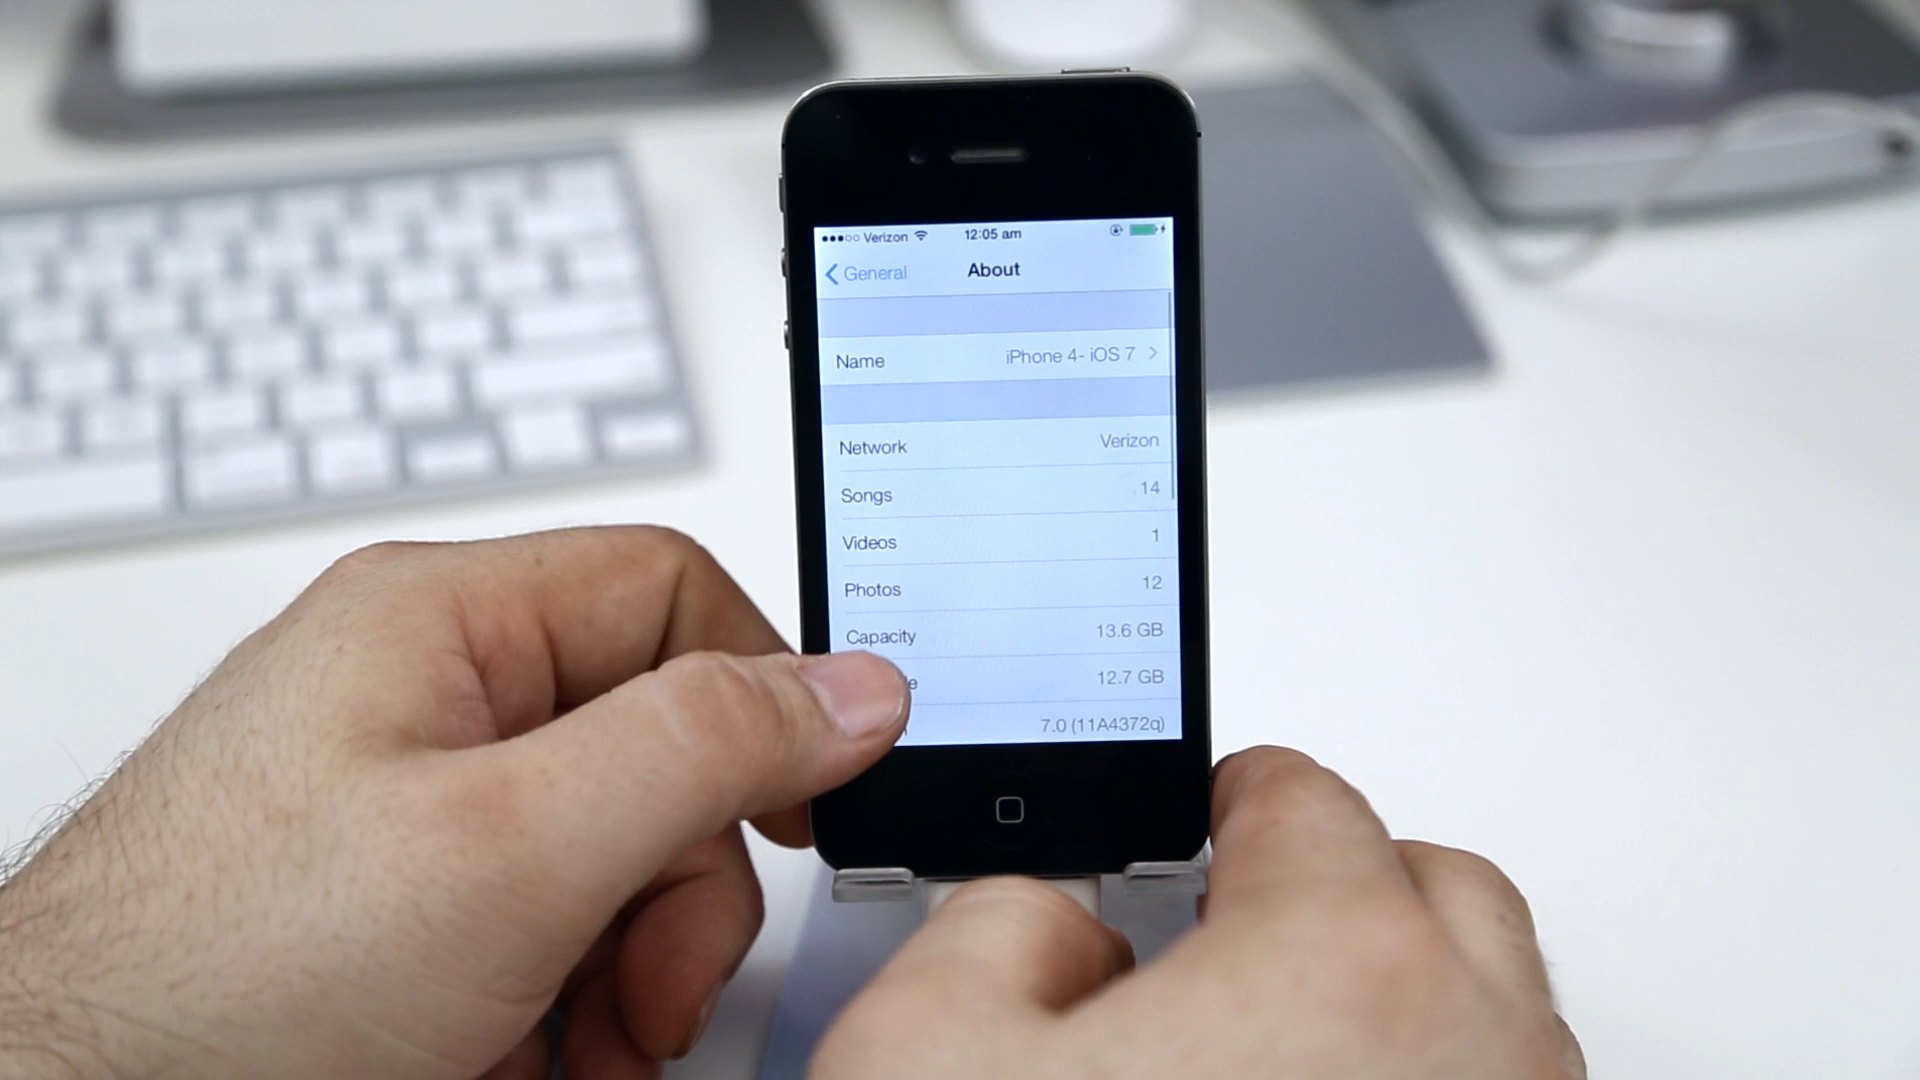 Verizon 12:05 am
General About
Name iPhone 4- iOS 7
Network Verizon
Songs 14
Videos 1
Photos 12
Capacity 13.6 GB
12.7 GB
7.0 (11A4372q)